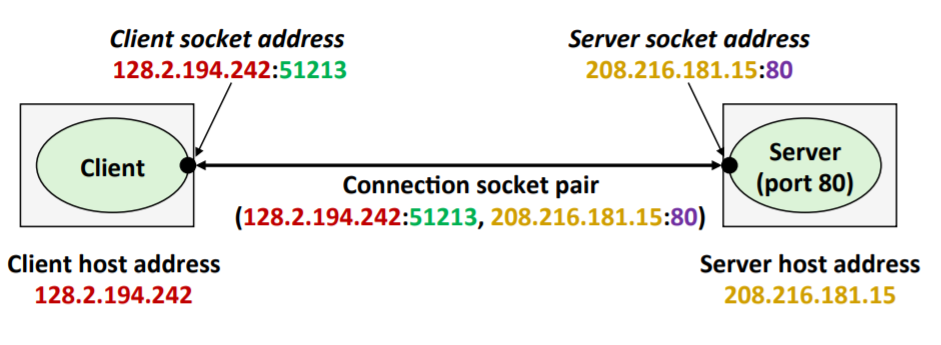 Client socket address
128.2.194.242:51213
Server socket address
208.216.181.15:80
Client
Server
(port 80)
Connection socket pair
(128.2.194.242:51213, 208.216.181.15:80)
Client host address
128.2.194.242
Server host address
208.216.181.15